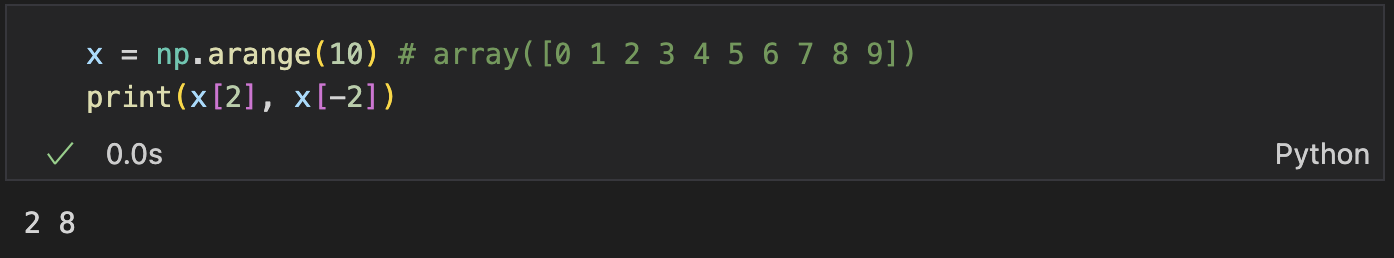 x = np.arange(10) # array([0 1 2 3 4 5 6 7 8 9])
print(x[2], x[-2])
0.0s
Python
2 8